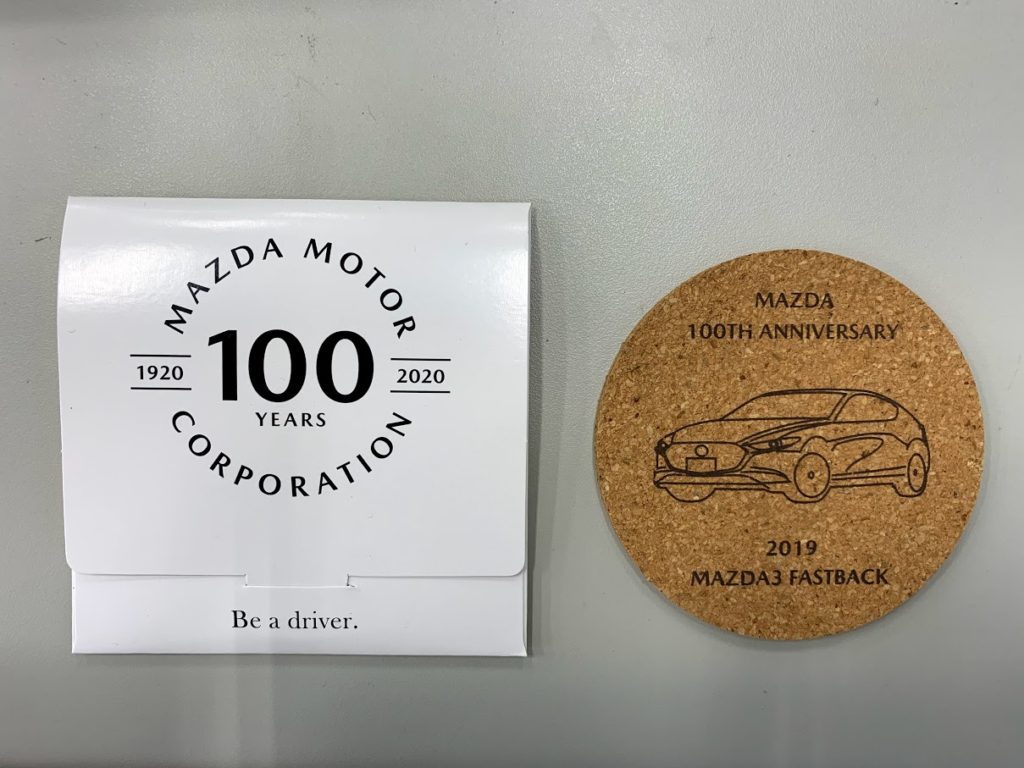 MAZDA MOTOR
1920 100 2020
YEARS
CORPORATION
Be a driver.
MAZDA
100TH ANNIVERSARY
2019
MAZDA3 FASTBACK